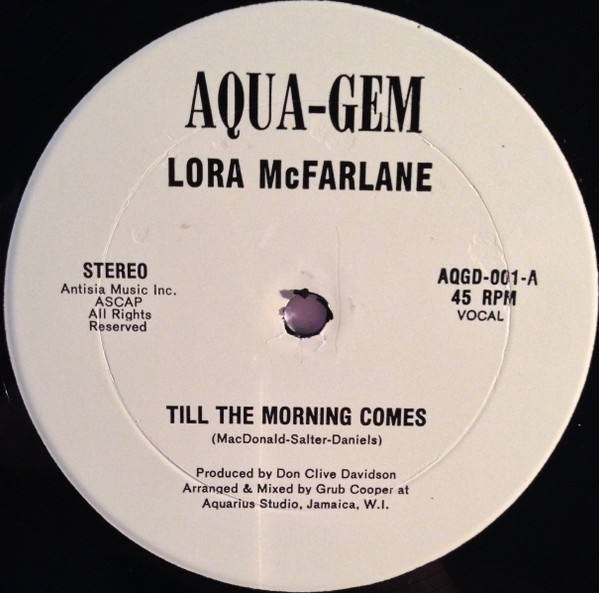 AQUA-GEM
LORA McFARLANE
STEREO
Antisia Music Inc.
ASCAP
All Rights
Reserved
AQGD-001-A
45 RPM
VOCAL
TILL THE MORNING COMES
(MacDonald-Salter-Daniels)
Produced by Don Clive Davidson
Arranged & Mixed by Grub Cooper at
Aquarius Studio, Jamaica, W.I.